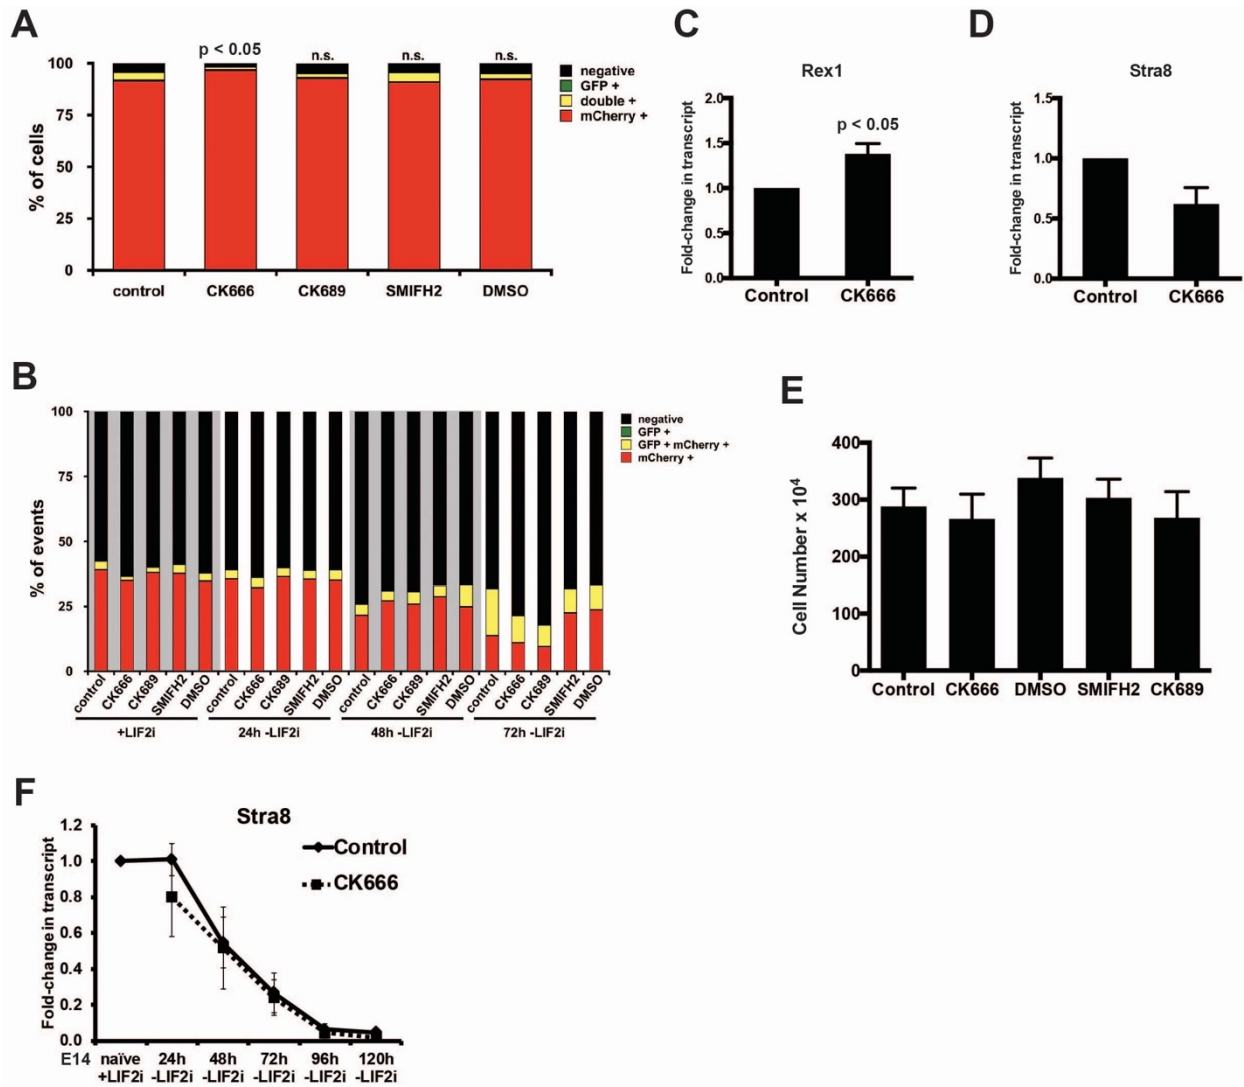 A
p < 0.05
n.s.
n.s.
n.s.
100
75
50
25
0
% of cells
control
CK666
CK689
SMIFH2
DMSO
negative
GFP +
double +
mCherry +
C
Rex1
2.0
1.5
1.0
0.5
0.0
Fold-change in transcript
p < 0.05
Control
CK666
D
Stra8
1.5
1.0
0.5
0.0
Fold-change in transcript
Control
CK666
B
100
75
50
25
0
% of events
negative
GFP +
GFP + mCherry +
mCherry +
control
CK666
CK689
SMIFH2
DMSO
control
CK666
CK689
SMIFH2
DMSO
control
CK666
CK689
SMIFH2
DMSO
control
CK666
CK689
SMIFH2
DMSO
+LIF2i
24h -LIF2i
48h -LIF2i
72h -LIF2i
E
400
300
200
100
0
Cell Number x 10⁴
Control
CK666
DMSO
SMIFH2
CK689
F
Stra8
Control
CK666
1.2
1.0
0.8
0.6
0.4
0.2
0.0
Fold-change in transcript
E14
naïve
+LIF2i
24h
-LIF2i
48h
-LIF2i
72h
-LIF2i
96h
-LIF2i
120h
-LIF2i